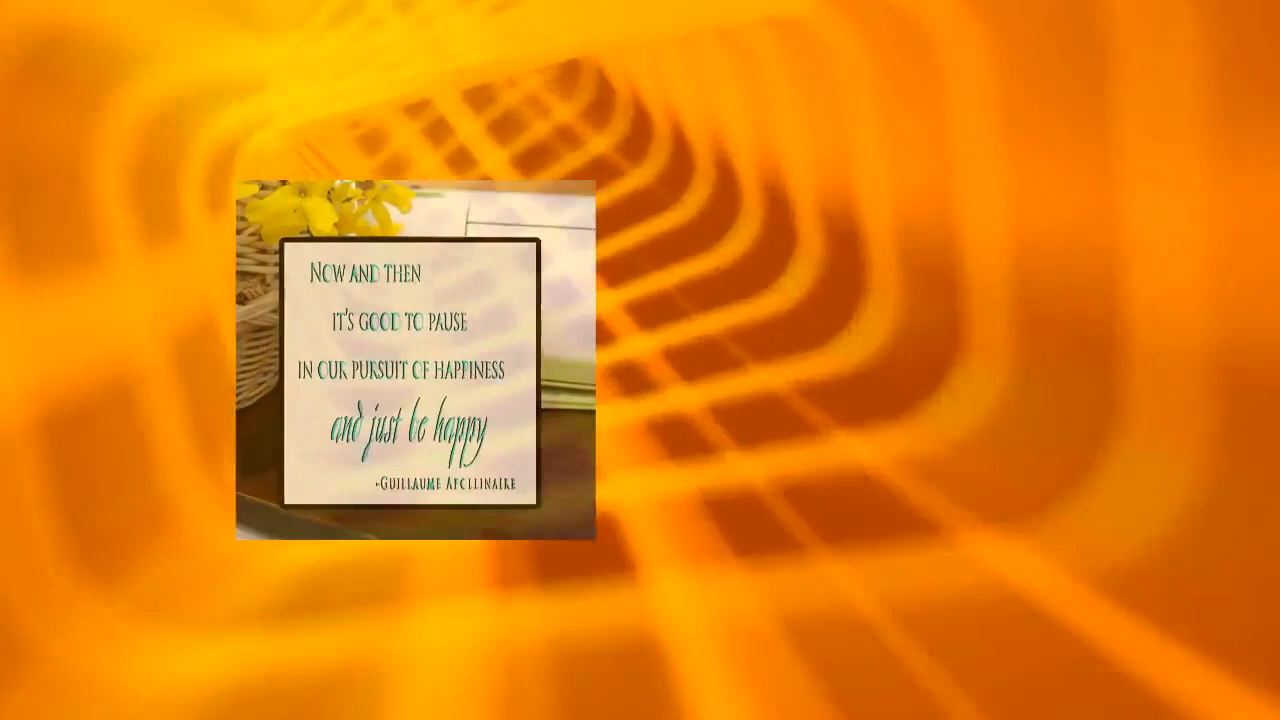 NOW AND THEN
IT'S GOOD TO PAUSE
IN OUR PURSUIT OF HAPPINESS
and just be happy
-GUILLAUME APOLLINAIRE